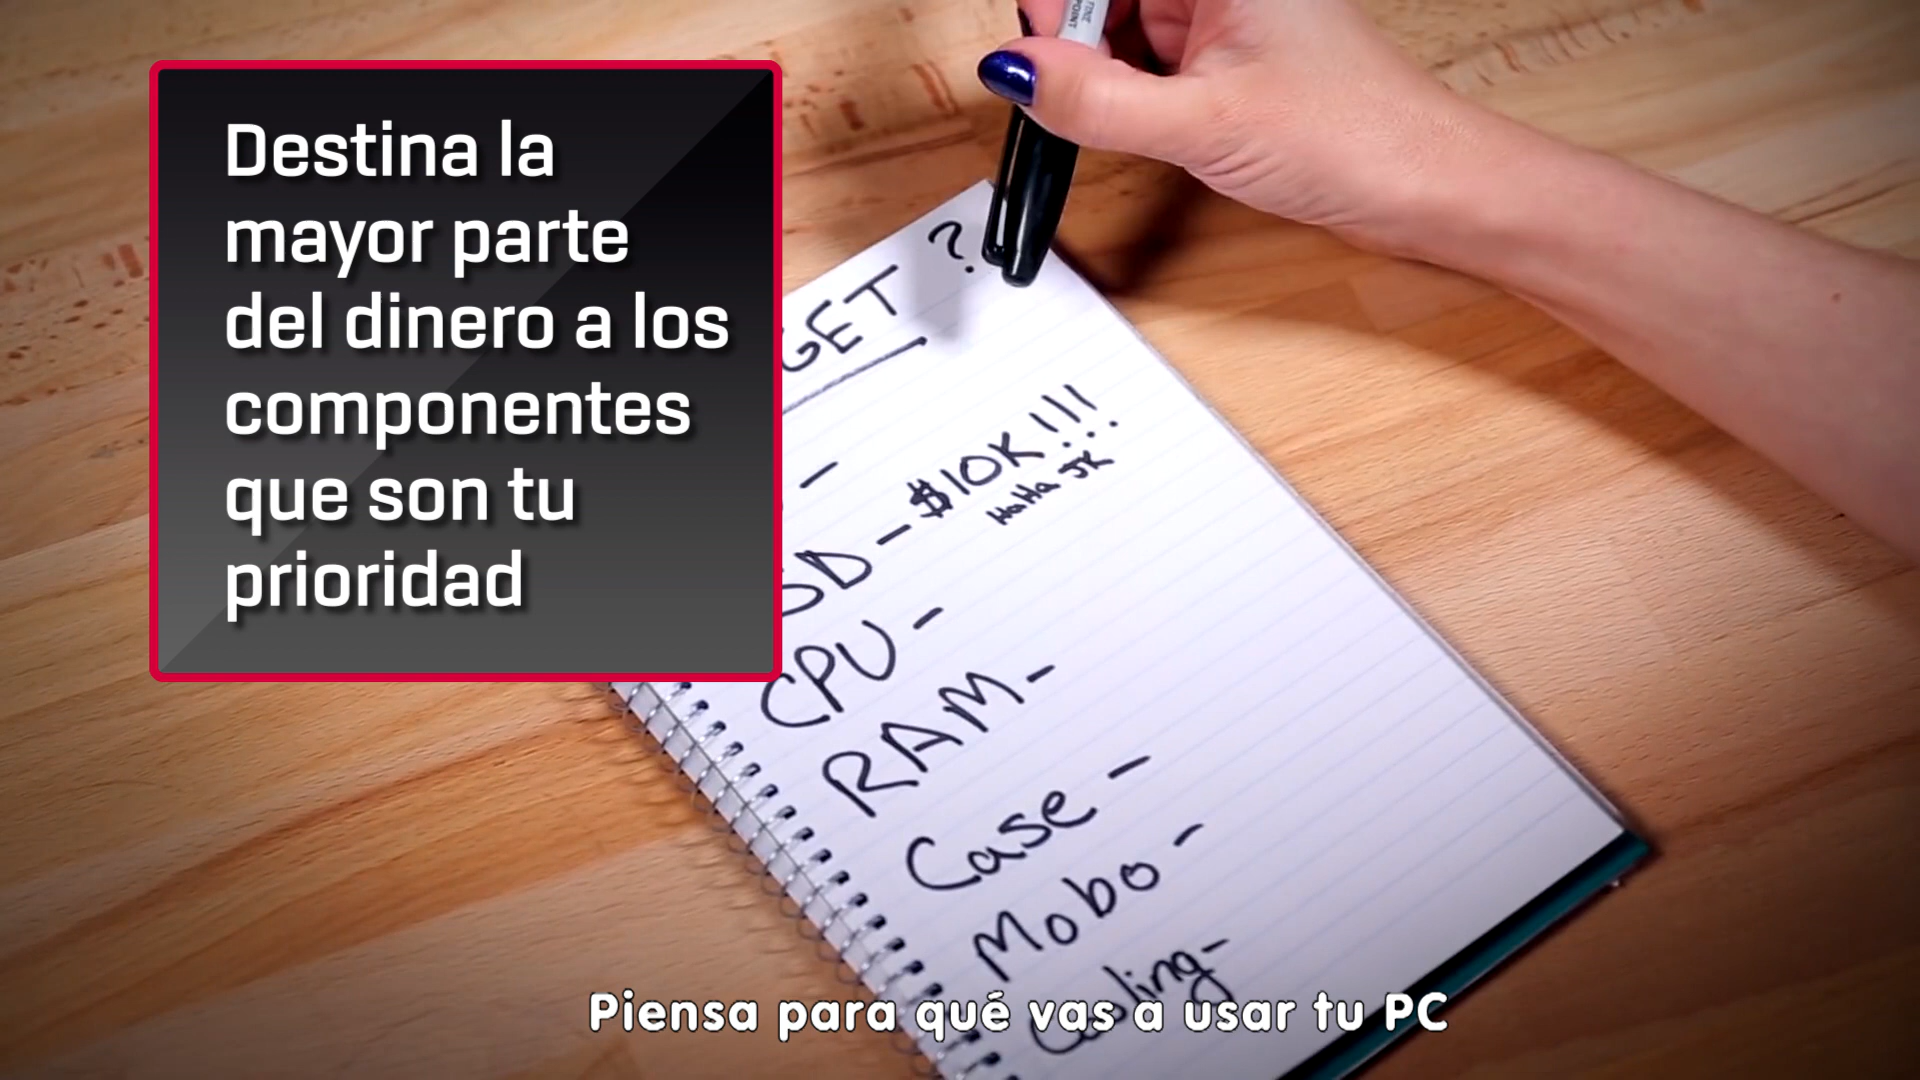 Destina la
mayor parte
del dinero a los
componentes
que son tu
prioridad
GET ?
-
SD - $10K!!!
HaHa JK
CPU -
RAM -
Case -
Mobo -
Cooling -
Piensa para qué vas a usar tu PC